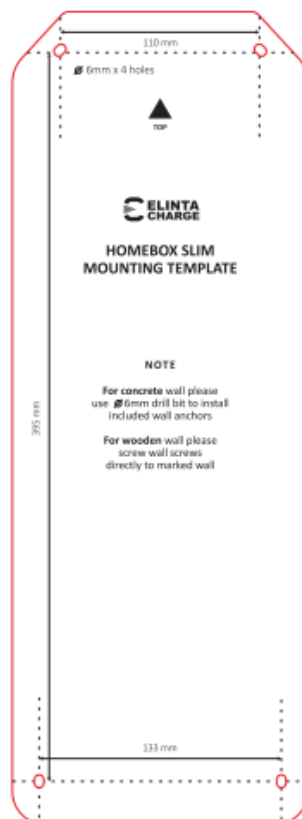 110 mm
Ø 6mm x 4 holes
TOP
ELINTA
CHARGE
HOMEBOX SLIM
MOUNTING TEMPLATE
395 mm
NOTE
For concrete wall please
use Ø6mm drill bit to install
included wall anchors
For wooden wall please
screw wall screws
directly to marked wall
133 mm